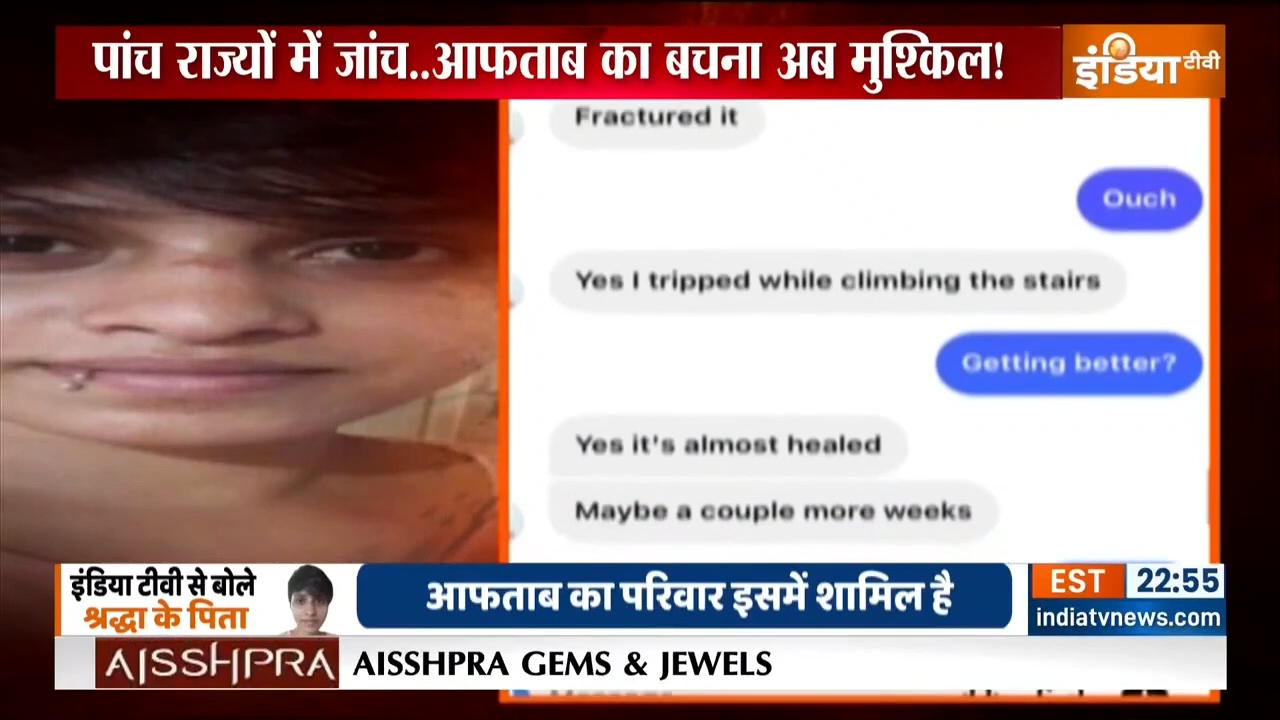 पांच राज्यों में जांच..आफताब का बचना अब मुश्किल!
इंडिया टीवी
Fractured it
Ouch
Yes I tripped while climbing the stairs
Getting better?
Yes it's almost healed
Maybe a couple more weeks
इंडिया टीवी से बोले
श्रद्धा के पिता
आफताब का परिवार इसमें शामिल है
EST 22:55
indiatvnews.com
AISSHPRA AISSHPRA GEMS & JEWELS